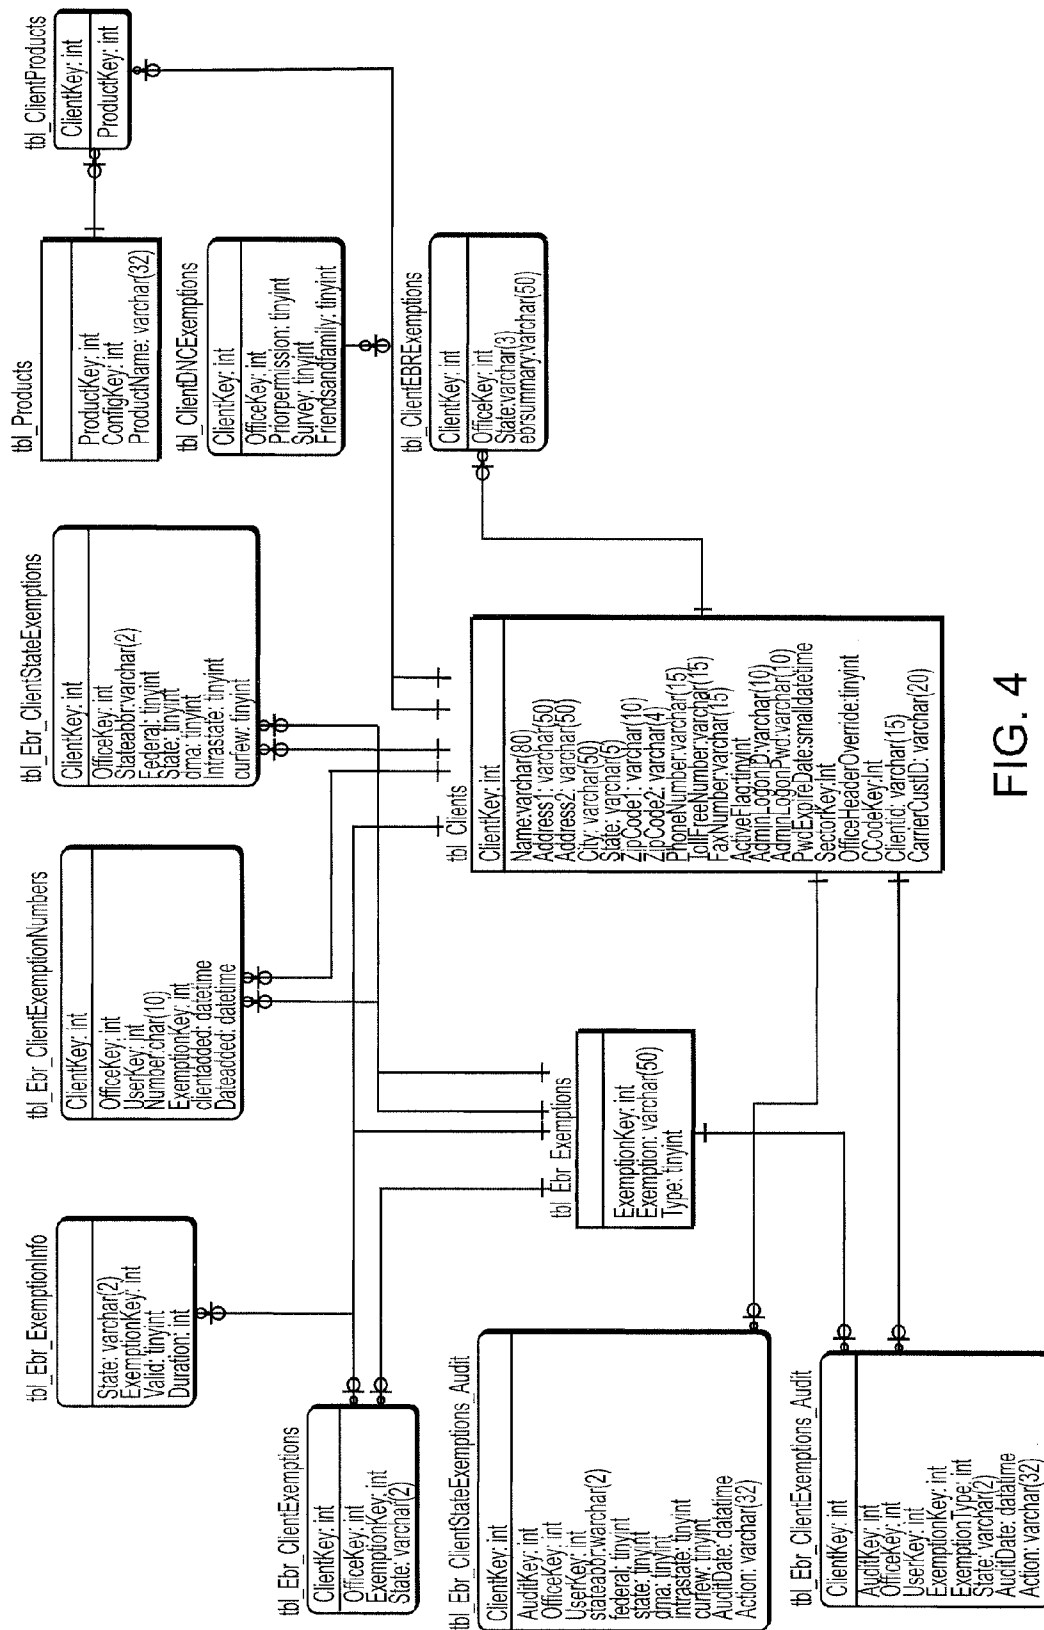 tbl_Ebr_ExemptionInfo
State: varchar(2)
ExemptionKey: int
Valid: tinyint
Duration: int
tbl_Ebr_ClientExemptionNumbers
ClientKey: int
OfficeKey: int
UserKey: int
Number:char(10)
ExemptionKey: int
clientadded: datetime
Dateadded: datetime
tbl_Ebr_ClientStateExemptions
ClientKey: int
OfficeKey: int
Stateabr:varchar(2)
Federal: tinyint
State: tinyint
dma: tinyint
Intrastate: tinyint
curfew: tinyint
tbl_Products
ProductKey: int
ConfigKey: int
ProductName: varchar(32)
tbl_ClientProducts
ClientKey: int
ProductKey: int
tbl_ClientDNCExemptions
ClientKey: int
OfficeKey: int
Priorpermission: tinyint
Survey: tinyint
Friendsandfamily: tinyint
tbl_Ebr_ClientExemptions
ClientKey: int
OfficeKey: int
ExemptionKey: int
State: varchar(2)
tbl_ClientEBRExemptions
ClientKey: int
OfficeKey: int
State:varchar(3)
ebrsummary:varchar(50)
tbl_Clients
ClientKey: int
Name:varchar(80)
Address1: varchar(50)
Address2: varchar(50)
City: varchar(50)
State: varchar(5)
ZipCode1: varchar(10)
ZipCode2: varchar(4)
PhoneNumber:varchar(15)
TollFreeNumber:varchar(15)
FaxNumber:varchar(15)
ActiveFlag:tinyint
AdminLogonID:varchar(10)
AdminLogonPwd:varchar(10)
PwdExpireDate:smalldatetime
SectorKey:int
OfficeHeaderOverride:tinyint
CCodeKey:int
Clientid: varchar(15)
CarrierCustID: varchar(20)
tbl_Ebr_Exemptions
ExemptionKey: int
Exemption: varchar(50)
Type: tinyint
tbl_Ebr_ClientStateExemptions_Audit
ClientKey: int
AuditKey: int
OfficeKey: int
UserKey: int
stateabr:varchar(2)
federal: tinyint
state: tinyint
dma: tinyint
intrastate: tinyint
curfew: tinyint
AuditDate: datatime
Action: varchar(32)
tbl_Ebr_ClientExemptions_Audit
ClientKey: int
AuditKey: int
OfficeKey: int
UserKey: int
ExemptionKey: int
ExemptionType: int
State: varchar(2)
AuditDate: datatime
Action: varchar(32)
FIG. 4